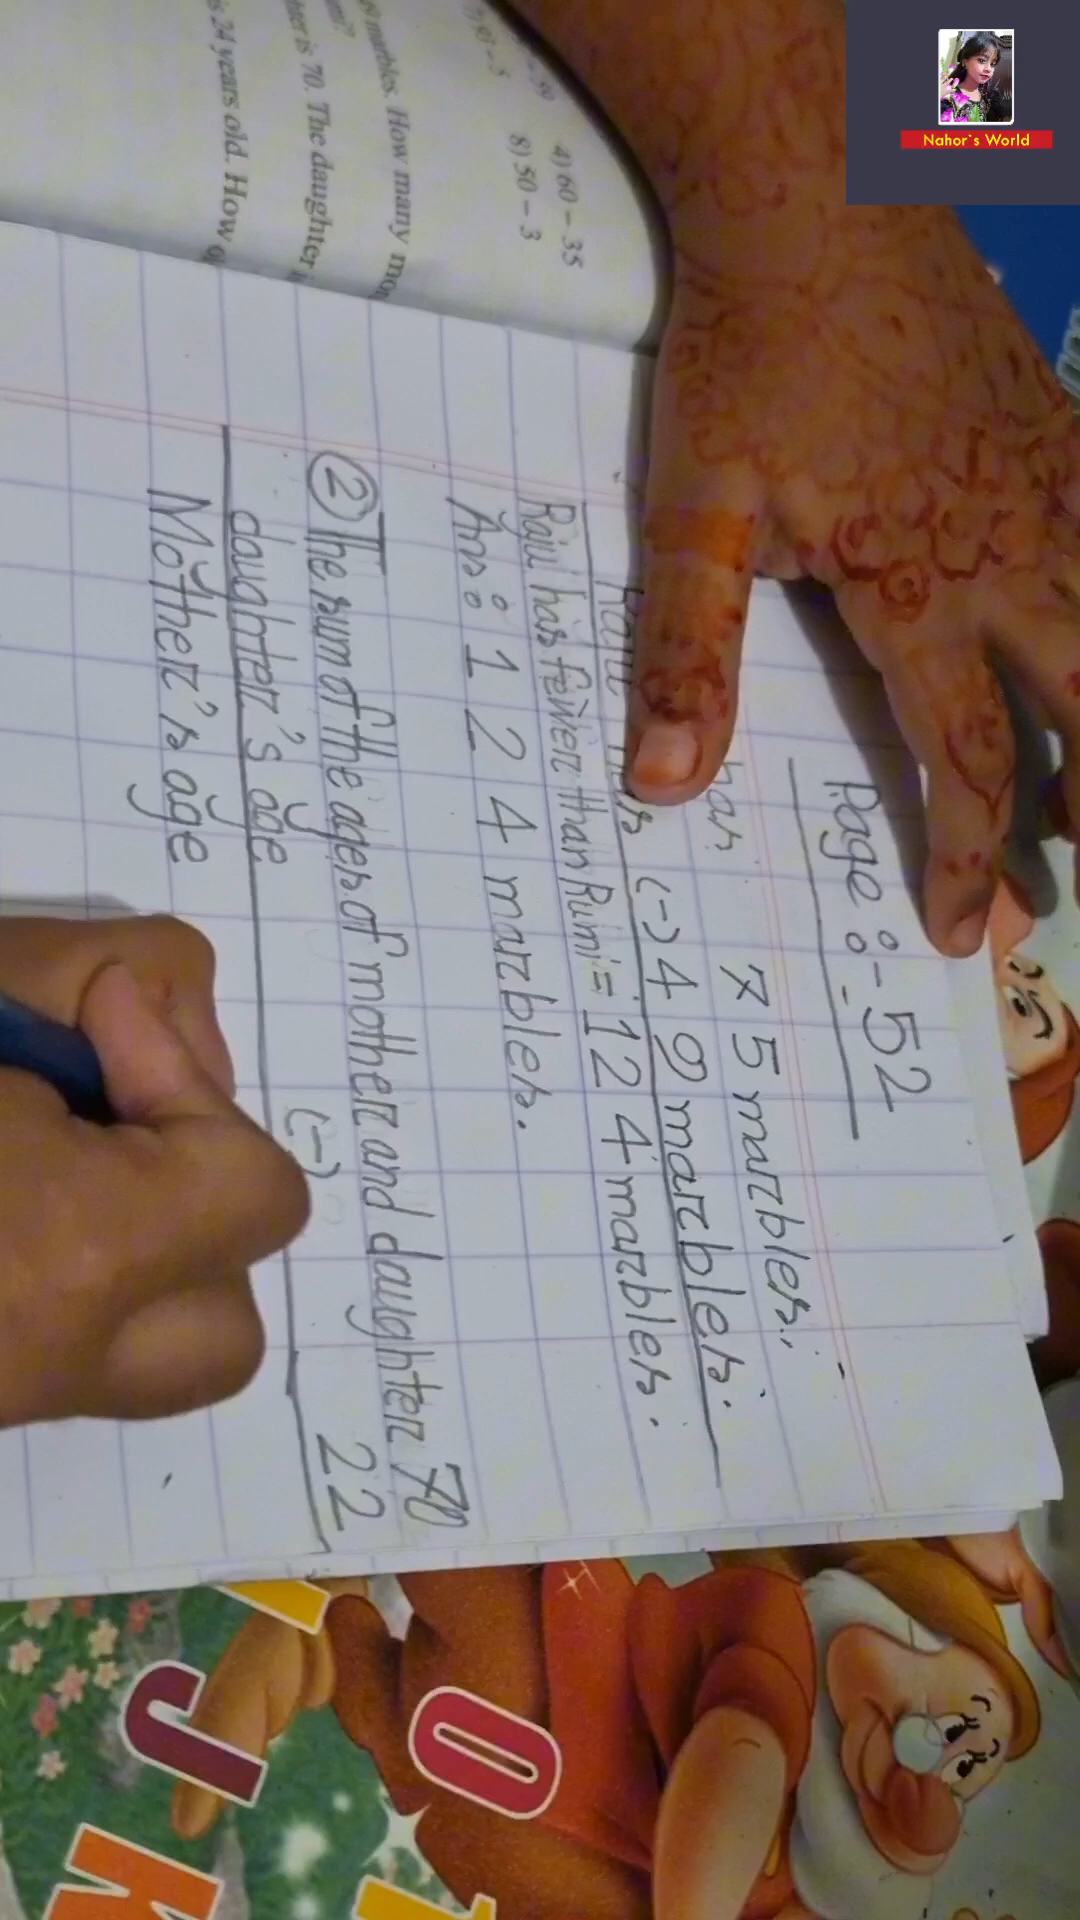 Nahor`s World
4) 60 – 35
8) 50 – 3
marbles. How many mor
is 70. The daughter i
24 years old. How o
Page :- 52
has 75 marbles.
has (-) 49 marbles.
Raju has fewer than Rumi = 124 marbles.
Ans: 124 marbles.
② The sum of the ages of mother and daughter 70
daughter's age (-) 22
Mother's age
O
J